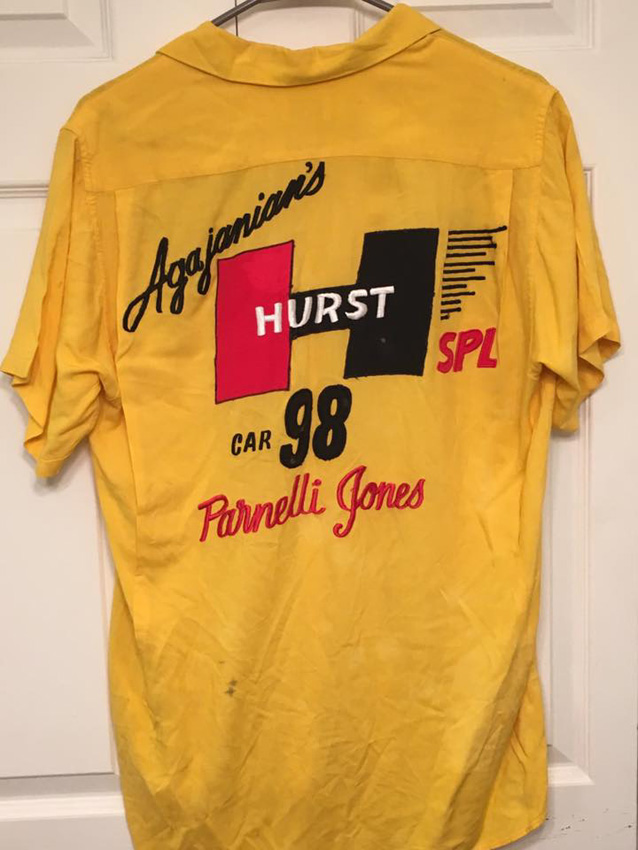 Agajanian's
HURST
SPL
CAR 98
Parnelli Jones